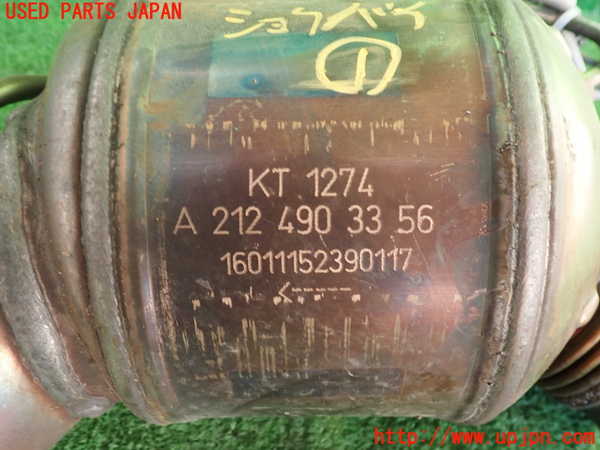 USED PARTS JAPAN
ショクバイ
①
KT 1274
A 212 490 33 56
16011152390117
<-----
http://www.upjpn.com